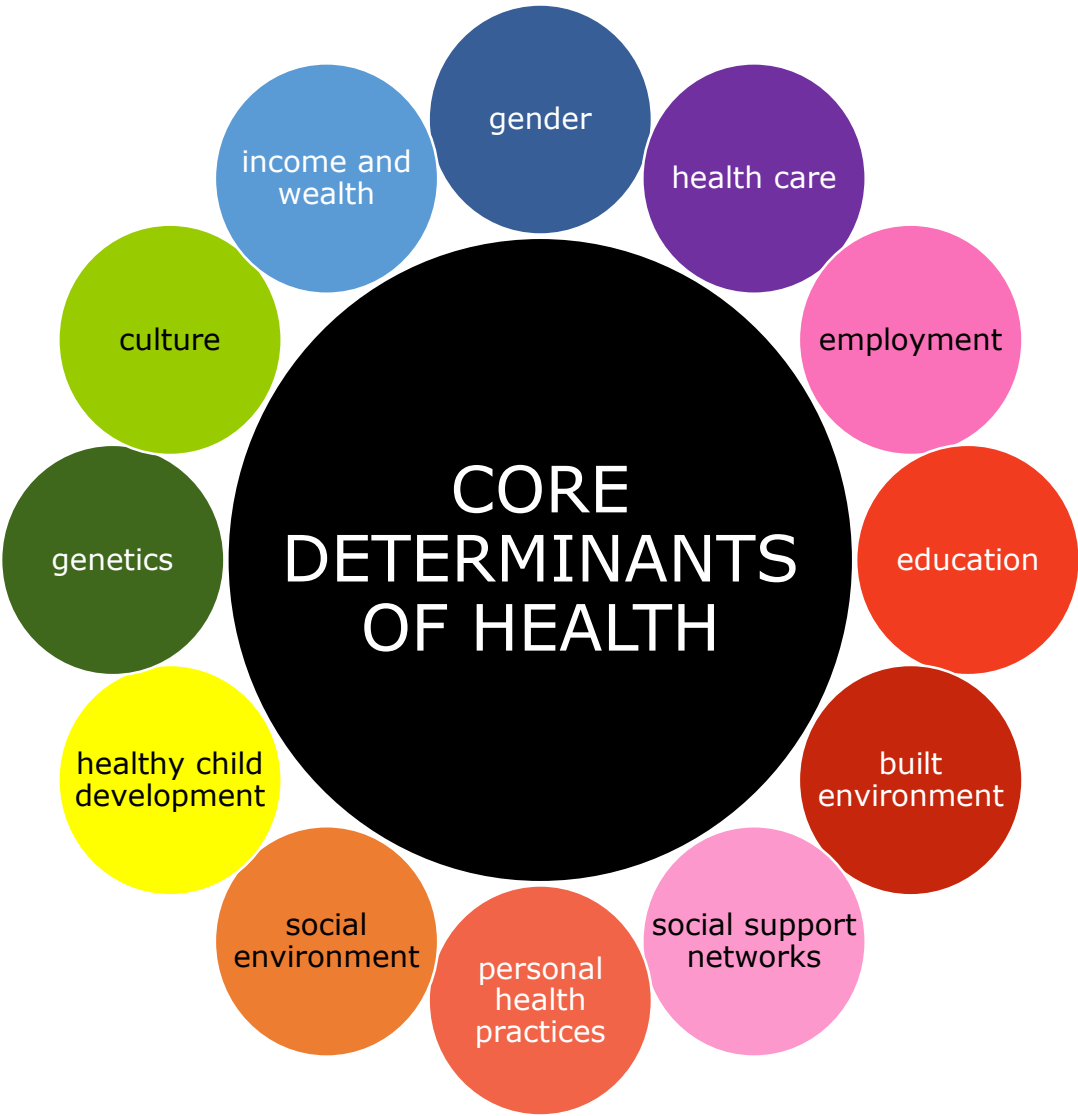 gender
health care
employment
education
built
environment
social support
networks
personal
health
practices
social
environment
healthy child
development
genetics
culture
income and
wealth
CORE
DETERMINANTS
OF HEALTH